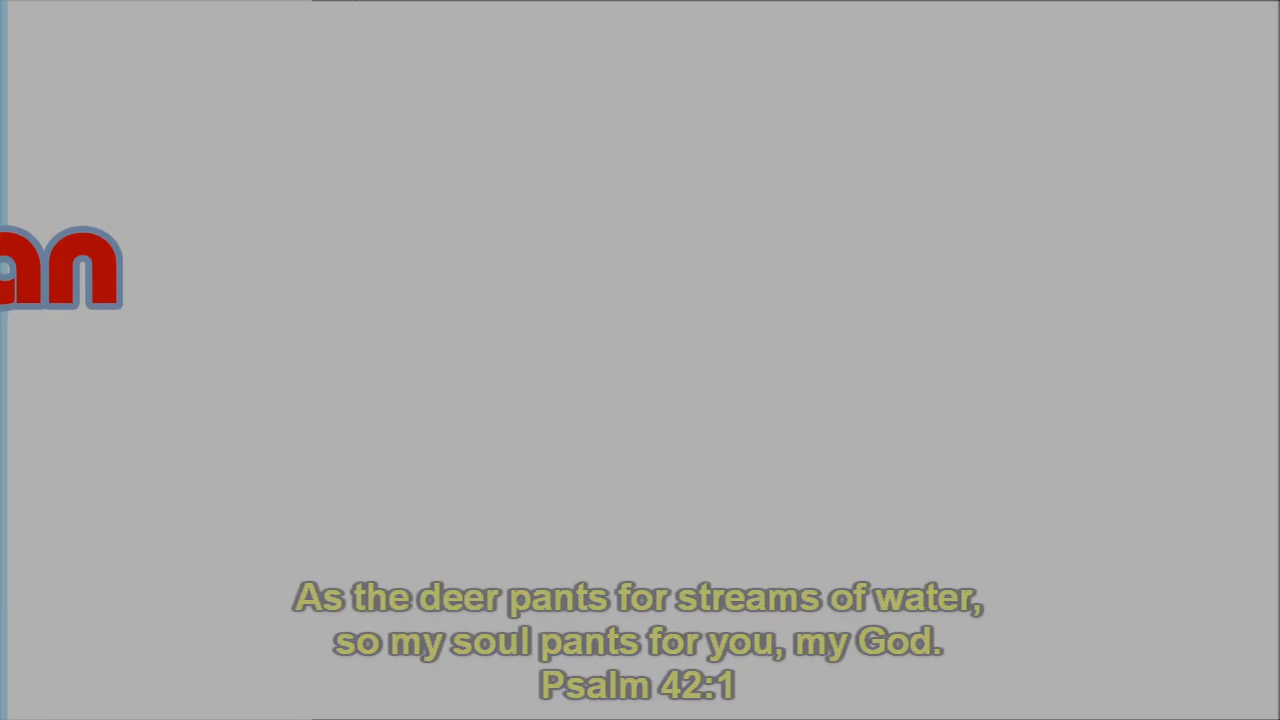 an
As the deer pants for streams of water,
so my soul pants for you, my God.
Psalm 42:1